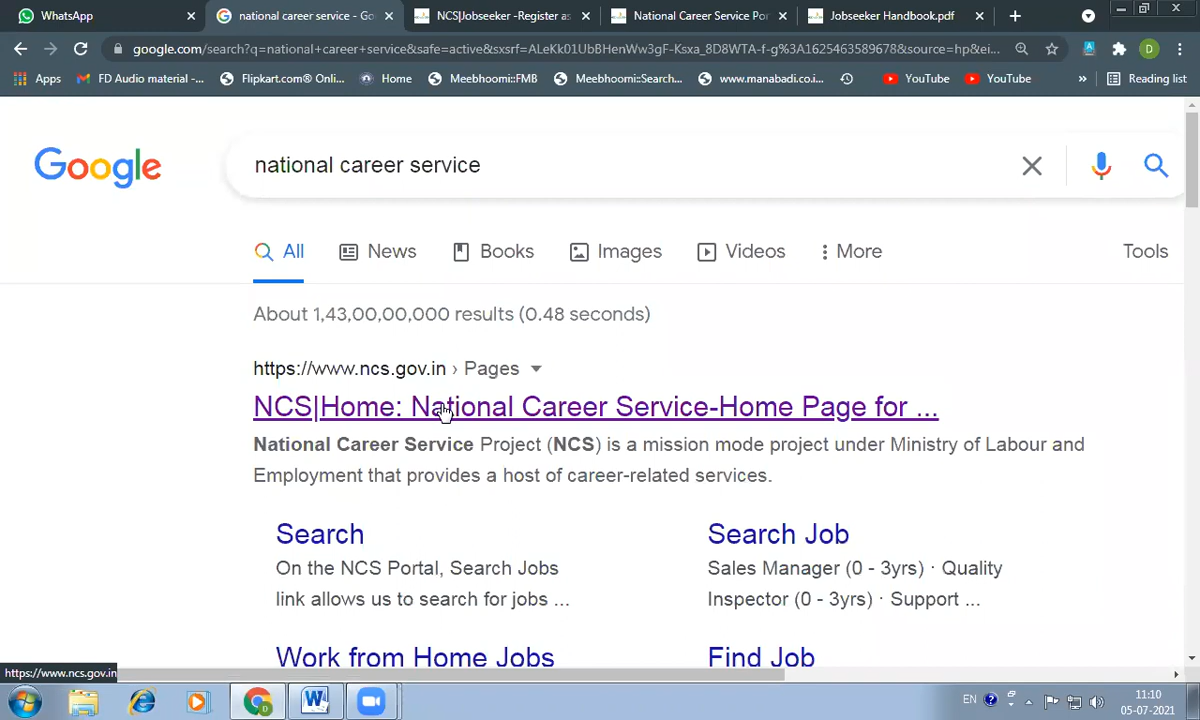 WhatsApp
national career service - Go
NCS|Jobseeker -Register as
National Career Service Por
Jobseeker Handbook.pdf
google.com/search?q=national+career+service&safe=active&sxsrf=ALeKk01UbBHenWw3gF-Ksxa_8D8WTA-f-g%3A1625463589678&source=hp&ei...
D
Apps
FD Audio material -...
Flipkart.com® Onli...
Home
Meebhoomi::FMB
Meebhoomi::Search...
www.manabadi.co.i...
YouTube
YouTube
»
Reading list
Google
national career service
All
News
Books
Images
Videos
More
Tools
About 1,43,00,00,000 results (0.48 seconds)
https://www.ncs.gov.in › Pages
NCS|Home: National Career Service-Home Page for ...
National Career Service Project (NCS) is a mission mode project under Ministry of Labour and
Employment that provides a host of career-related services.
Search
Search Job
On the NCS Portal, Search Jobs
Sales Manager (0 - 3yrs) · Quality
link allows us to search for jobs ...
Inspector (0 - 3yrs) · Support ...
Work from Home Jobs
Find Job
https://www.ncs.gov.in
EN
11:10
05-07-2021